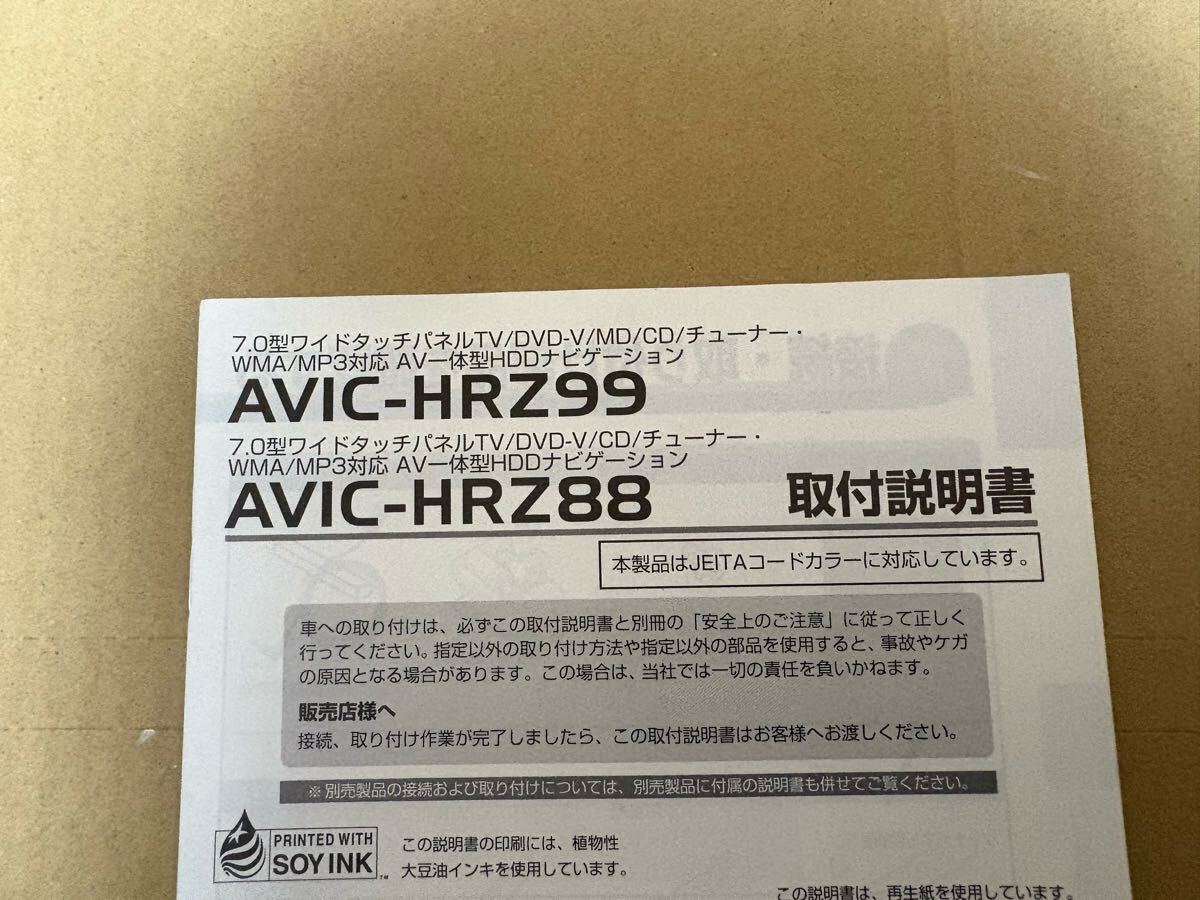 7.0型ワイドタッチパネルTV/DVD-V/MD/CD/チューナー・
WMA/MP3対応 AV一体型HDDナビゲーション
AVIC-HRZ99
7.0型ワイドタッチパネルTV/DVD-V/CD/チューナー・
WMA/MP3対応 AV一体型HDDナビゲーション
AVIC-HRZ88
取付説明書
本製品はJEITAコードカラーに対応しています。
車への取り付けは、必ずこの取付説明書と別冊の「安全上のご注意」に従って正しく
行ってください。指定以外の取り付け方法や指定以外の部品を使用すると、事故やケガ
の原因となる場合があります。この場合は、当社では一切の責任を負いかねます。
販売店様へ
接続、取り付け作業が完了しましたら、この取付説明書はお客様へお渡しください。
※別売製品の接続および取り付けについては、別売製品に付属の説明書も併せてご覧ください。
PRINTED WITH
SOY INK™
この説明書の印刷には、植物性
大豆油インキを使用しています。
この説明書は、再生紙を使用しています。